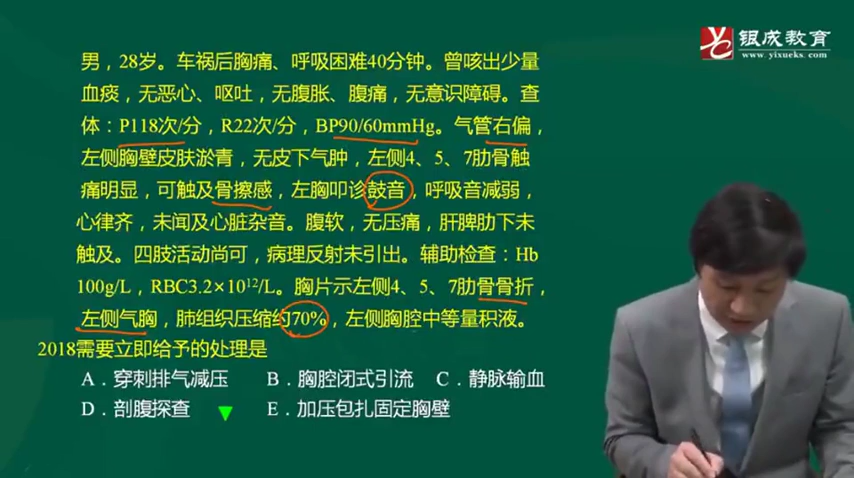 银成教育
www.yixueks.com
男，28岁。车祸后胸痛、呼吸困难40分钟。曾咳出少量
血痰，无恶心、呕吐，无腹胀、腹痛，无意识障碍。查
体：P118次/分，R22次/分，BP90/60mmHg。气管右偏，
左侧胸壁皮肤淤青，无皮下气肿，左侧4、5、7肋骨触
痛明显，可触及骨擦感，左胸叩诊鼓音，呼吸音减弱，
心律齐，未闻及心脏杂音。腹软，无压痛，肝脾肋下未
触及。四肢活动尚可，病理反射未引出。辅助检查：Hb
100g/L，RBC3.2×10¹²/L。胸片示左侧4、5、7肋骨骨折，
左侧气胸，肺组织压缩约70%，左侧胸腔中等量积液。
2018需要立即给予的处理是
A．穿刺排气减压 B．胸腔闭式引流 C．静脉输血
D．剖腹探查 E．加压包扎固定胸壁